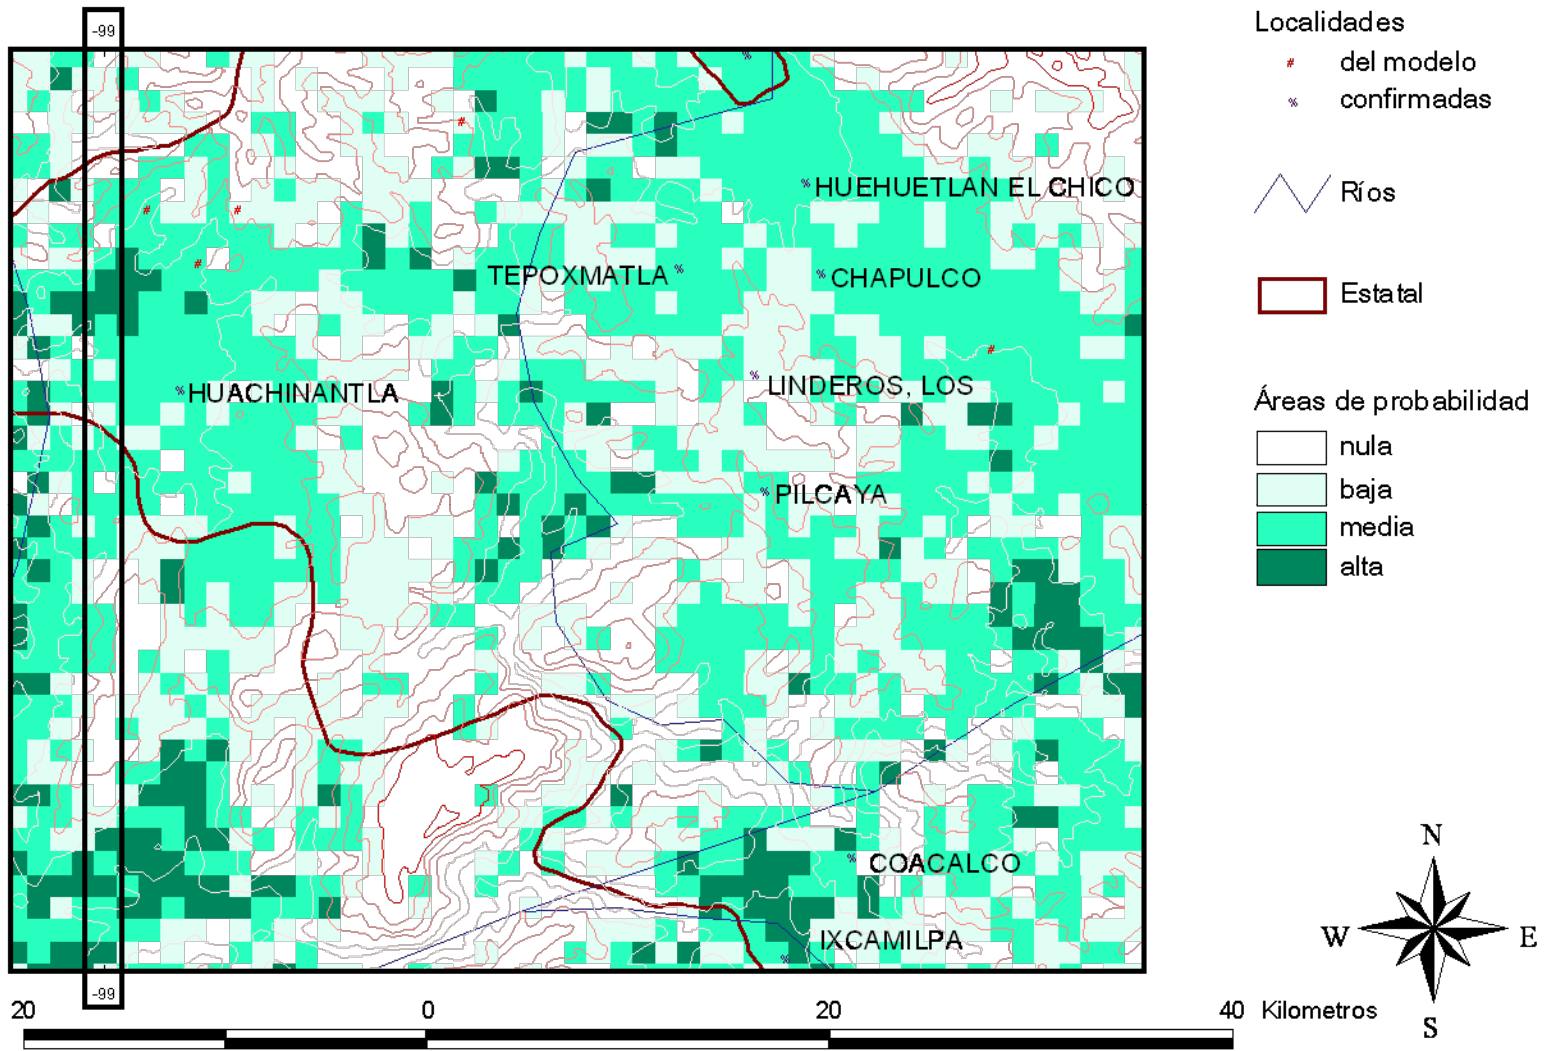 -99
Localidades
# del modelo
% confirmadas
HUEHUETLAN EL CHICO
Ríos
TEPOXMATLA
CHAPULCO
Estatal
HUACHINANTLA
LINDEROS, LOS
Áreas de probabilidad
nula
PILCAYA
baja
media
alta
COACALCO
IXCAMILPA
N
W
E
S
-99
20 0 20 40 Kilometros